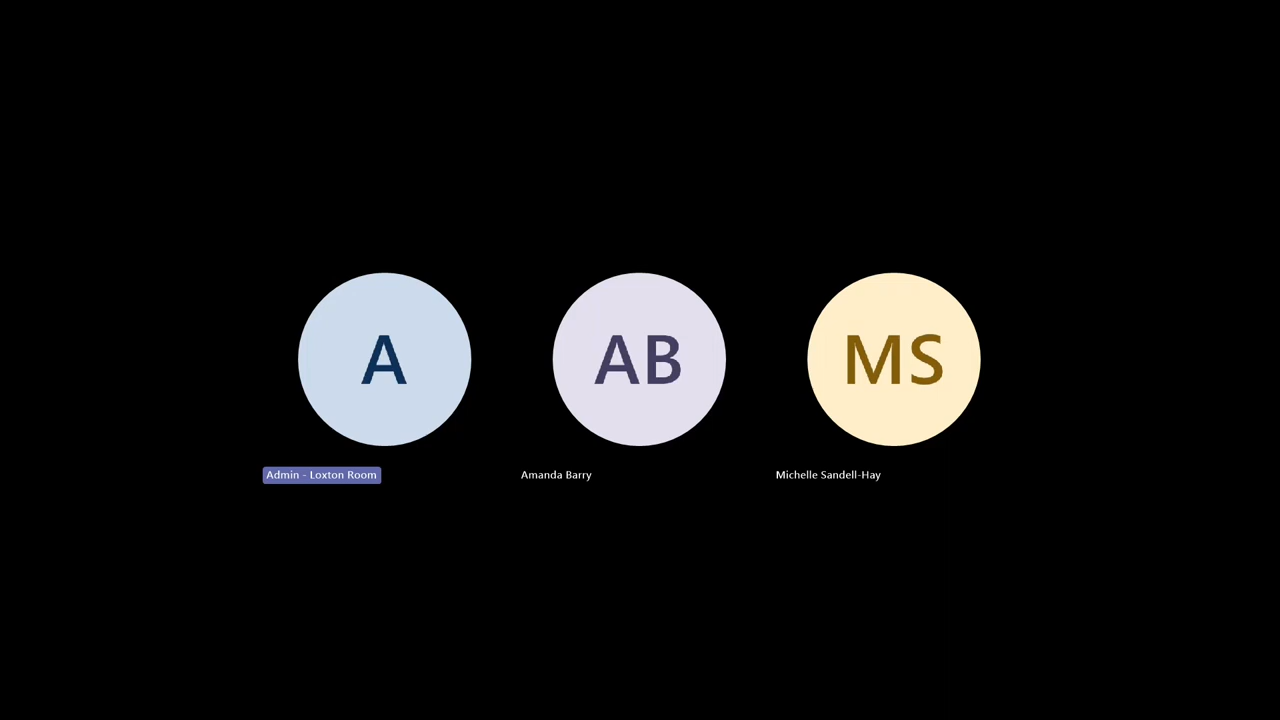 A
AB
MS
Admin - Loxton Room
Amanda Barry
Michelle Sandell-Hay